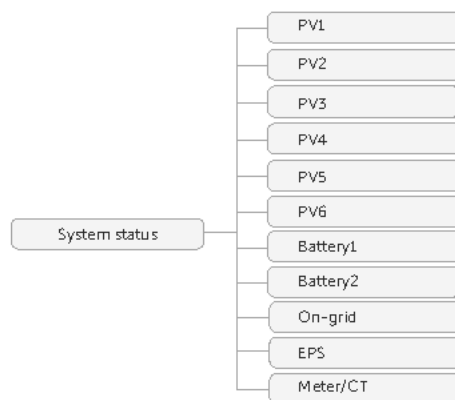 PV1
PV2
PV3
PV4
PV5
PV6
System status
Battery1
Battery2
On-grid
EPS
Meter/CT